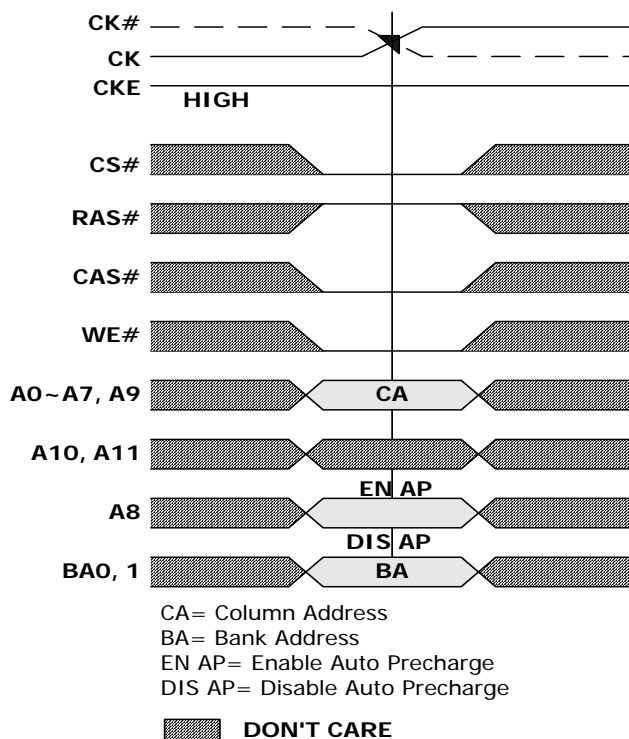 CK#
CK
CKE
HIGH
CS#
RAS#
CAS#
WE#
A0~A7, A9
CA
A10, A11
EN AP
A8
DIS AP
BA0, 1
BA
CA= Column Address
BA= Bank Address
EN AP= Enable Auto Precharge
DIS AP= Disable Auto Precharge
DON'T CARE